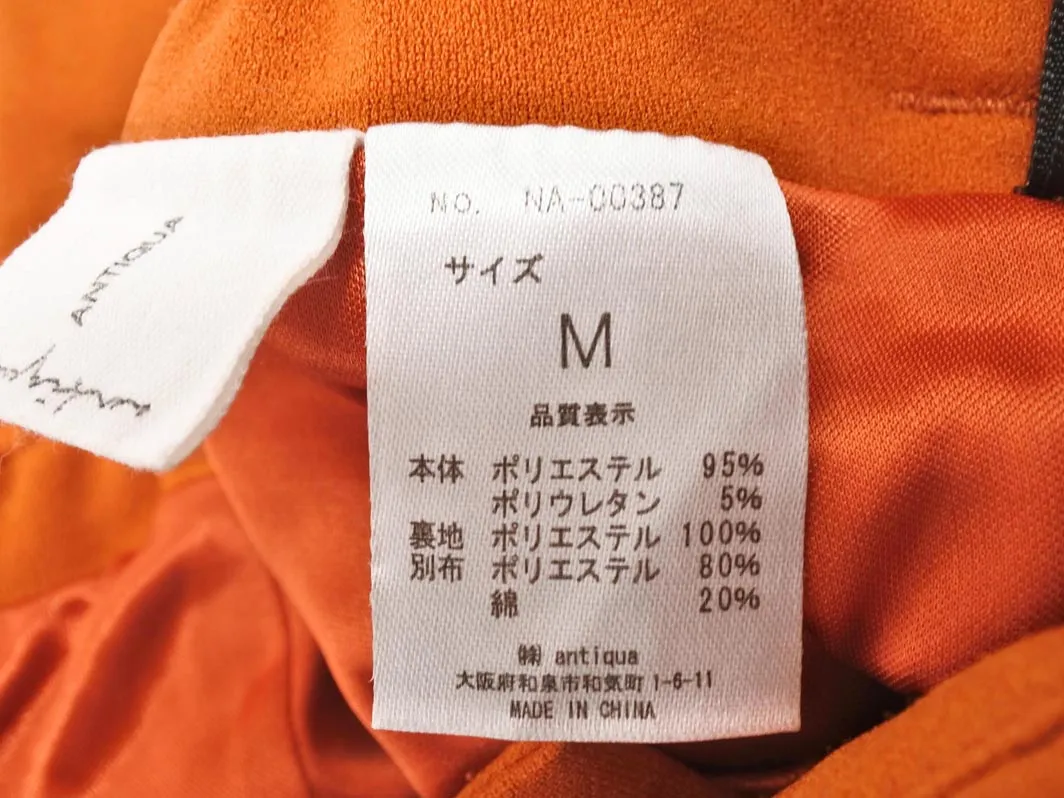 ANTIQUA
antiqua
NO. NA-00387
サイズ
M
品質表示
本体 ポリエステル 95%
ポリウレタン 5%
裏地 ポリエステル 100%
別布 ポリエステル 80%
綿 20%
㈱ antiqua
大阪府和泉市和気町1-6-11
MADE IN CHINA